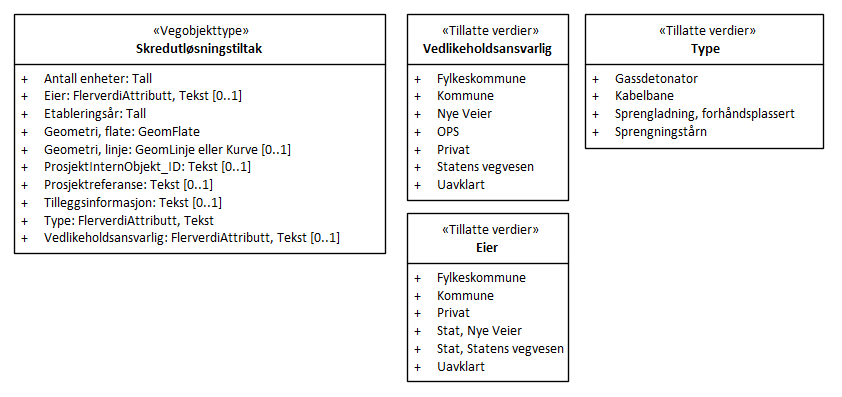 «Vegobjekttype»
Skredutløsningstiltak
+ Antall enheter: Tall
+ Eier: FlerverdiAttributt, Tekst [0..1]
+ Etableringsår: Tall
+ Geometri, flate: GeomFlate
+ Geometri, linje: GeomLinje eller Kurve [0..1]
+ ProsjektInternObjekt_ID: Tekst [0..1]
+ Prosjektreferanse: Tekst [0..1]
+ Tilleggsinformasjon: Tekst [0..1]
+ Type: FlerverdiAttributt, Tekst
+ Vedlikeholdsansvarlig: FlerverdiAttributt, Tekst [0..1]
«Tillatte verdier»
Vedlikeholdsansvarlig
+ Fylkeskommune
+ Kommune
+ Nye Veier
+ OPS
+ Privat
+ Statens vegvesen
+ Uavklart
«Tillatte verdier»
Type
+ Gassdetonator
+ Kabelbane
+ Sprengladning, forhåndsplassert
+ Sprengningstårn
«Tillatte verdier»
Eier
+ Fylkeskommune
+ Kommune
+ Privat
+ Stat, Nye Veier
+ Stat, Statens vegvesen
+ Uavklart